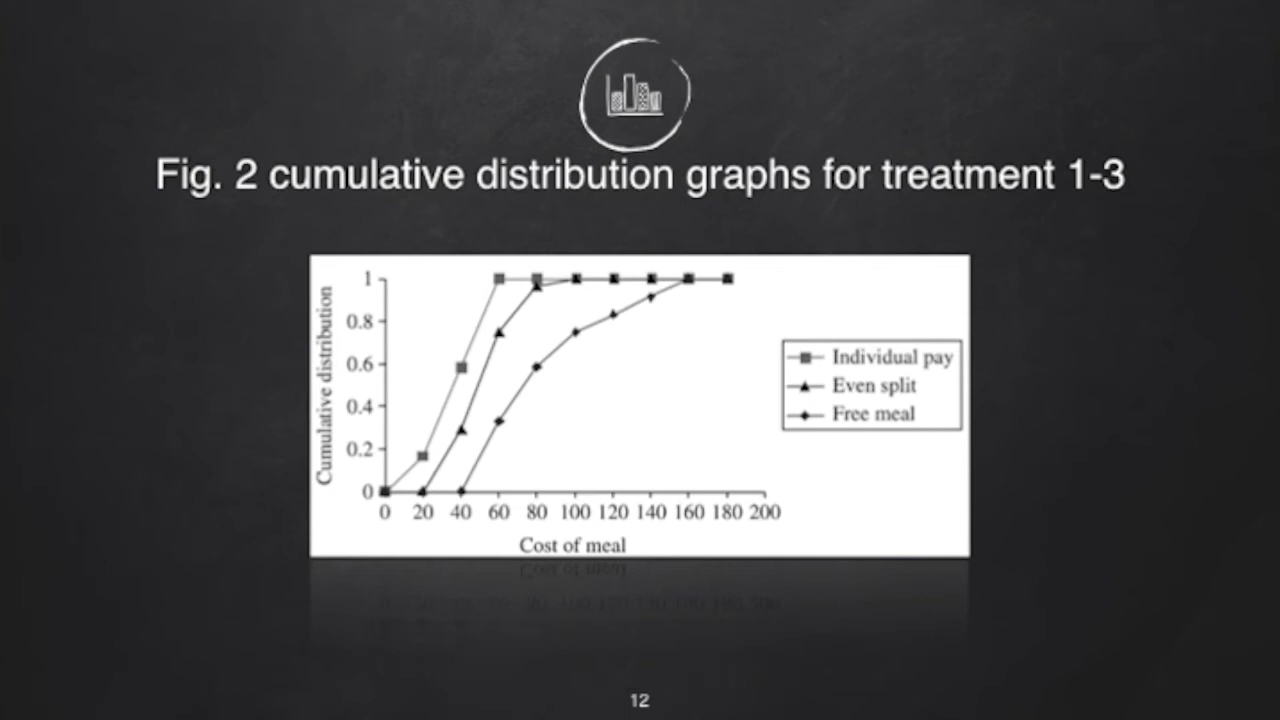 Fig. 2 cumulative distribution graphs for treatment 1-3
Cumulative distribution
1
0.8
0.6
0.4
0.2
0
0 20 40 60 80 100 120 140 160 180 200
Cost of meal
Individual pay
Even split
Free meal
12